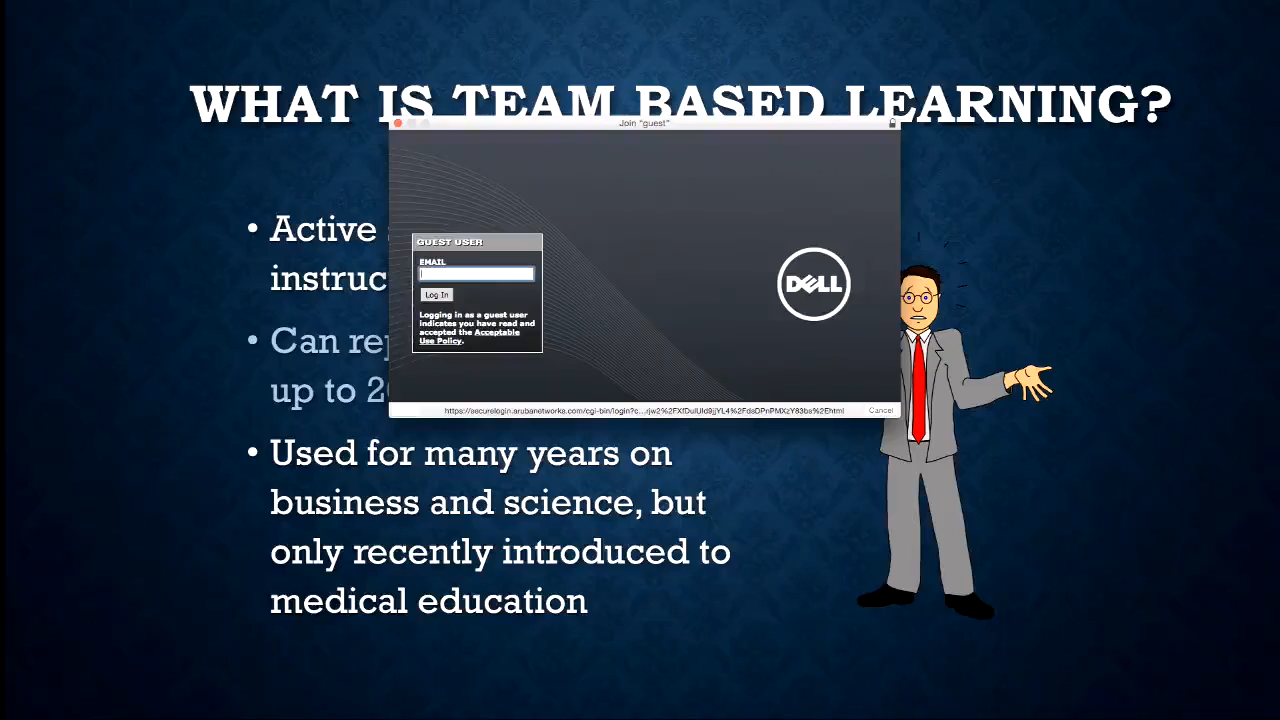 WHAT IS TEAM BASED LEARNING?
Join "guest"
• Active
instruc
GUEST USER
EMAIL
Log In
Logging in as a guest user
indicates you have read and
accepted the Acceptable
Use Policy.
DELL
• Can rep
up to 20
Cancel
• Used for many years on
business and science, but
only recently introduced to
medical education